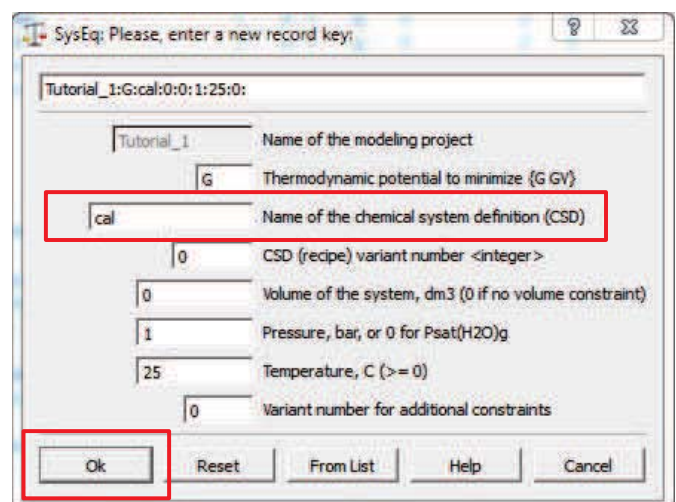 SysEq: Please, enter a new record key:
Tutorial_1:G:cal:0:0:1:25:0:
Tutorial_1 Name of the modeling project
G Thermodynamic potential to minimize {G GV}
cal Name of the chemical system definition (CSD)
0 CSD (recipe) variant number <integer>
0 Volume of the system, dm3 (0 if no volume constraint)
1 Pressure, bar, or 0 for Psat(H2O)g
25 Temperature, C (>= 0)
0 Variant number for additional constraints
Ok Reset From List Help Cancel